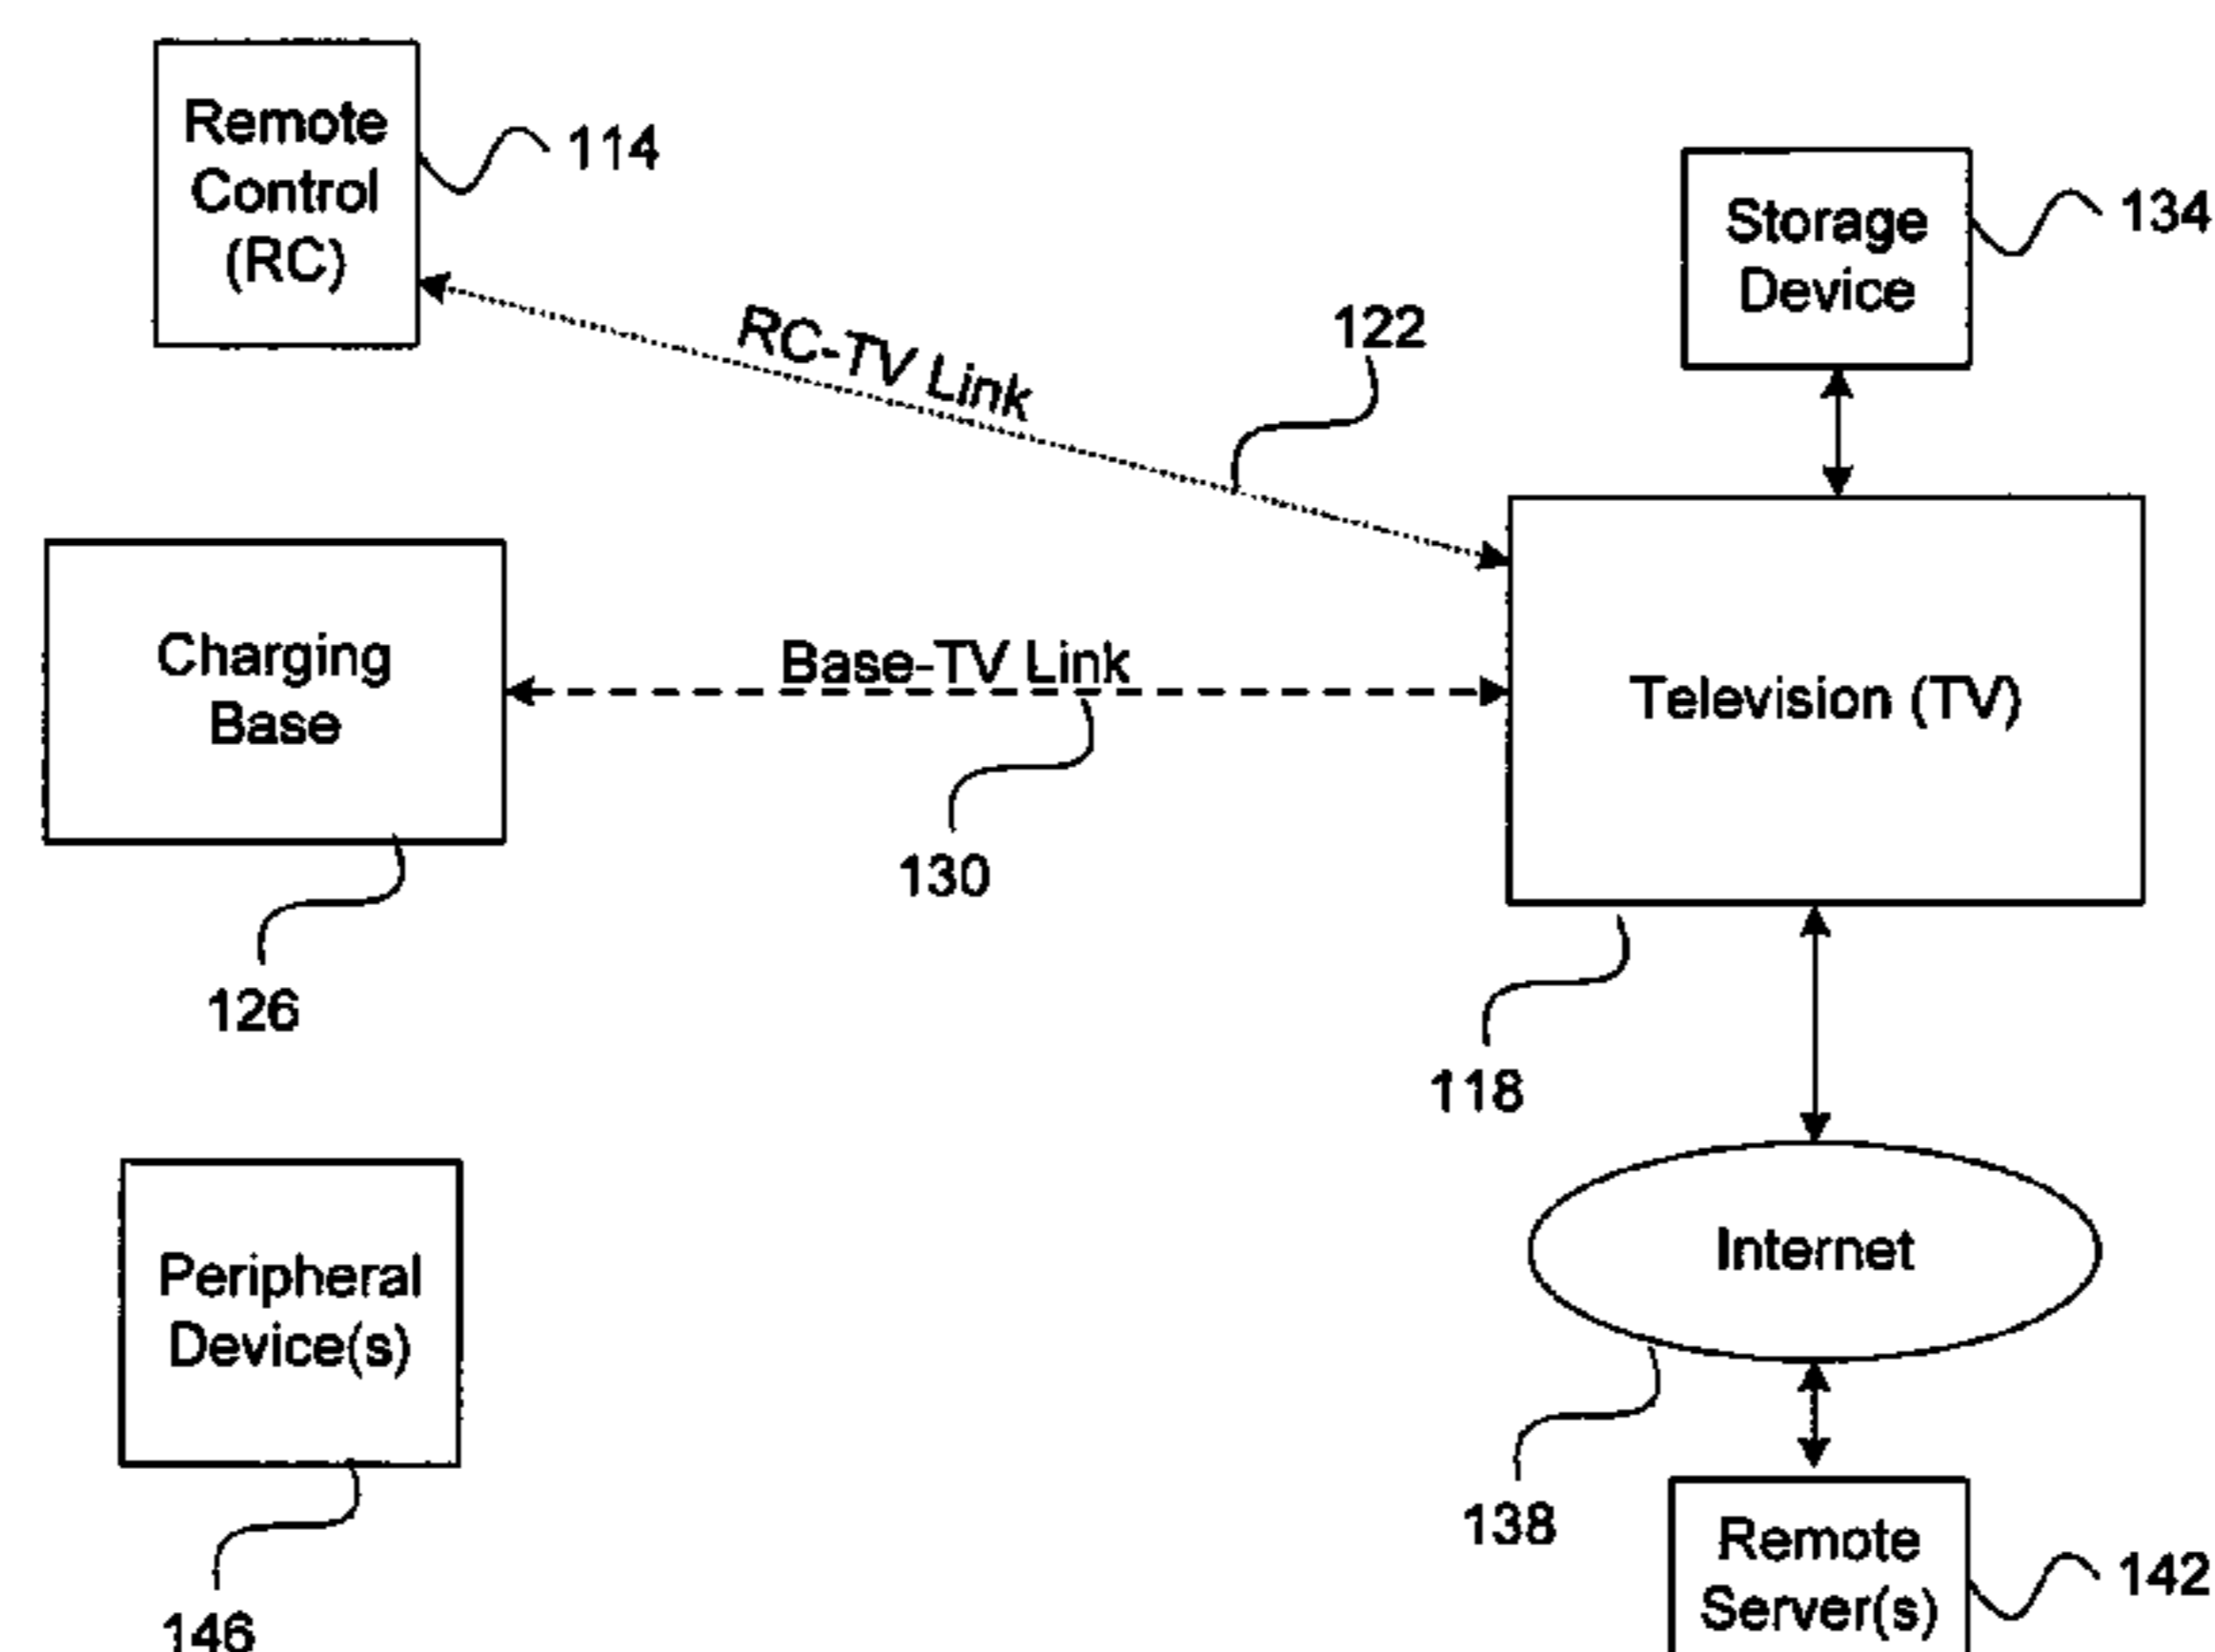 Remote
Control
(RC)
114
Storage
Device
134
RC-TV Link
122
Charging
Base
Base-TV Link
Television (TV)
130
126
118
Peripheral
Device(s)
Internet
138
Remote
Server(s)
142
146